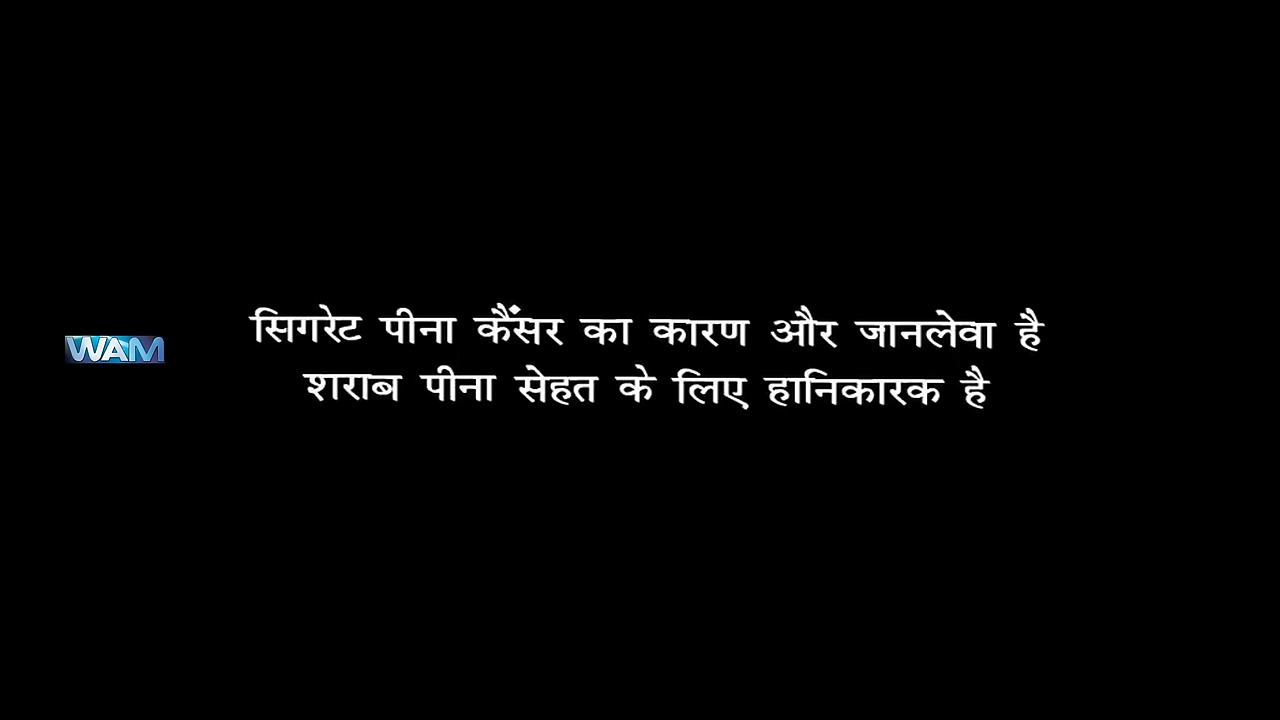 सिगरेट पीना कैंसर का कारण और जानलेवा है
WAM
शराब पीना सेहत के लिए हानिकारक है